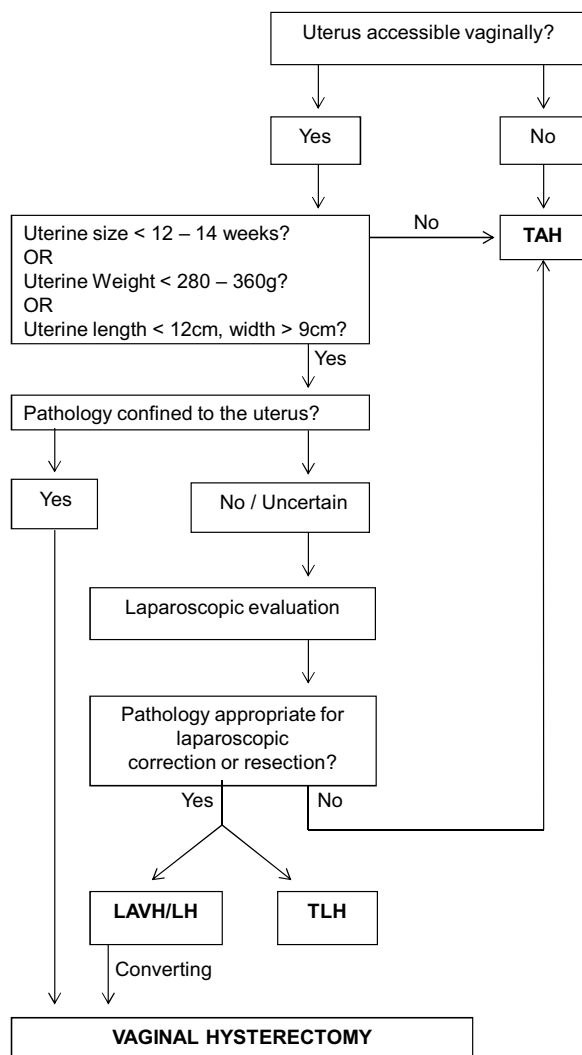 Uterus accessible vaginally?
Yes
No
Uterine size < 12 – 14 weeks?
OR
Uterine Weight < 280 – 360g?
OR
Uterine length < 12cm, width > 9cm?
No
TAH
Yes
Pathology confined to the uterus?
Yes
No / Uncertain
Laparoscopic evaluation
Pathology appropriate for
laparoscopic
correction or resection?
Yes
No
LAVH/LH
TLH
Converting
VAGINAL HYSTERECTOMY